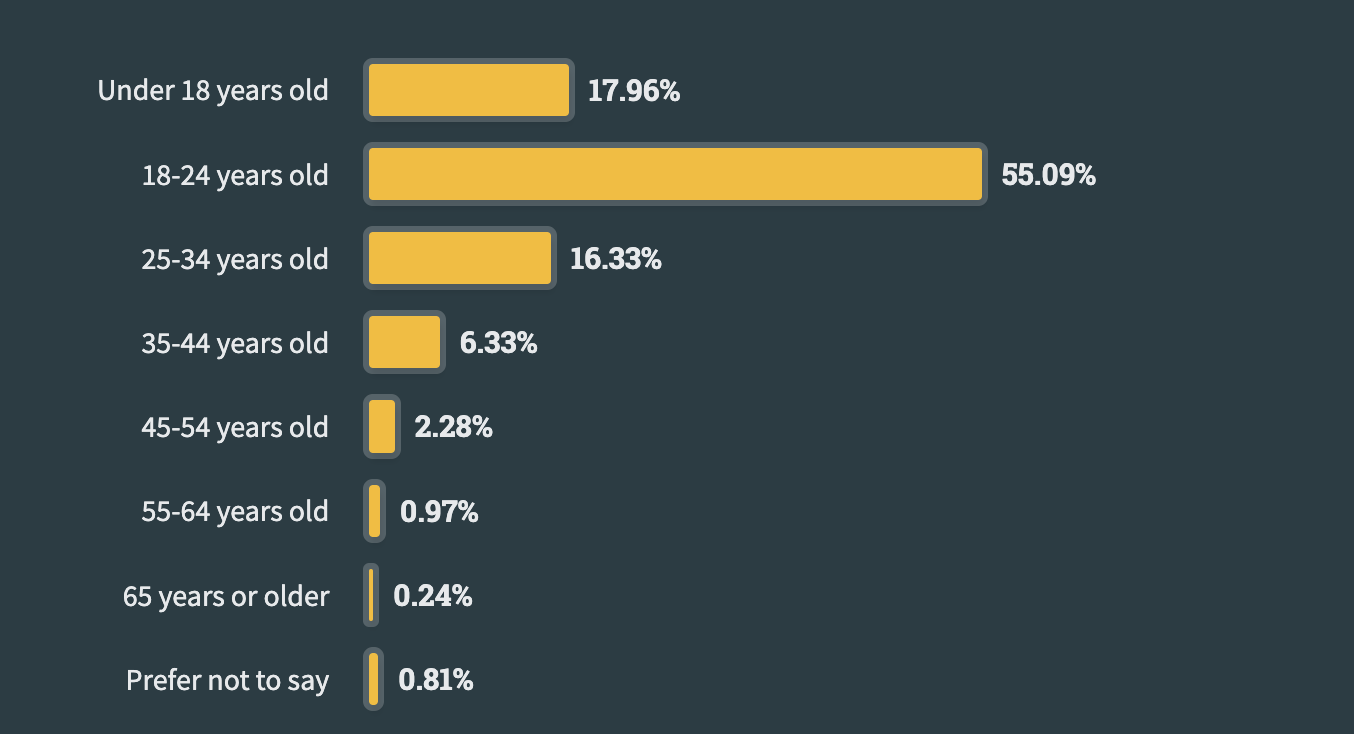 Under 18 years old 17.96%
18-24 years old 55.09%
25-34 years old 16.33%
35-44 years old 6.33%
45-54 years old 2.28%
55-64 years old 0.97%
65 years or older 0.24%
Prefer not to say 0.81%